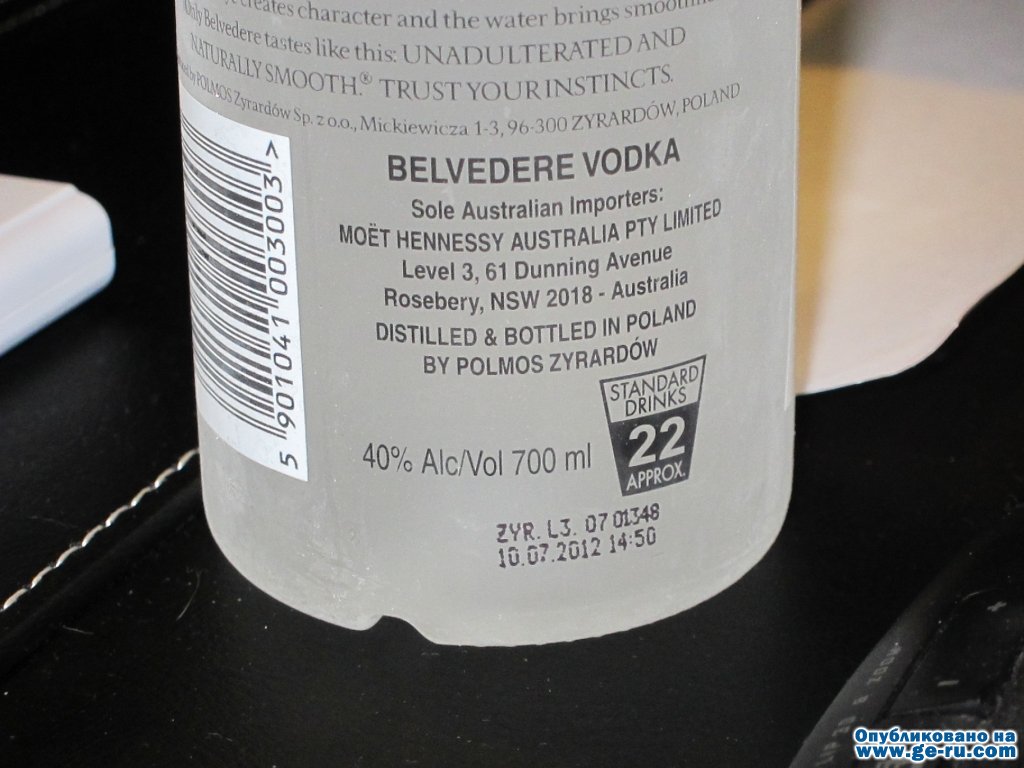 creates character and the water brings
Only Belvedere tastes like this: UNADULTERATED AND
NATURALLY SMOOTH.® TRUST YOUR INSTINCTS.
by POLMOS Zyrardów Sp. z o.o., Mickiewicza 1-3, 96-300 ZYRARDÓW, POLAND
BELVEDERE VODKA
Sole Australian Importers:
MOËT HENNESSY AUSTRALIA PTY LIMITED
Level 3, 61 Dunning Avenue
Rosebery, NSW 2018 - Australia
DISTILLED & BOTTLED IN POLAND
BY POLMOS ZYRARDÓW
STANDARD
DRINKS
22
APPROX.
40% Alc/Vol 700 ml
ZYR. L3. 07 01348
10.07.2012 14:50
5 901041 003003 >
ZOOM
Опубликовано на
www.ge-ru.com